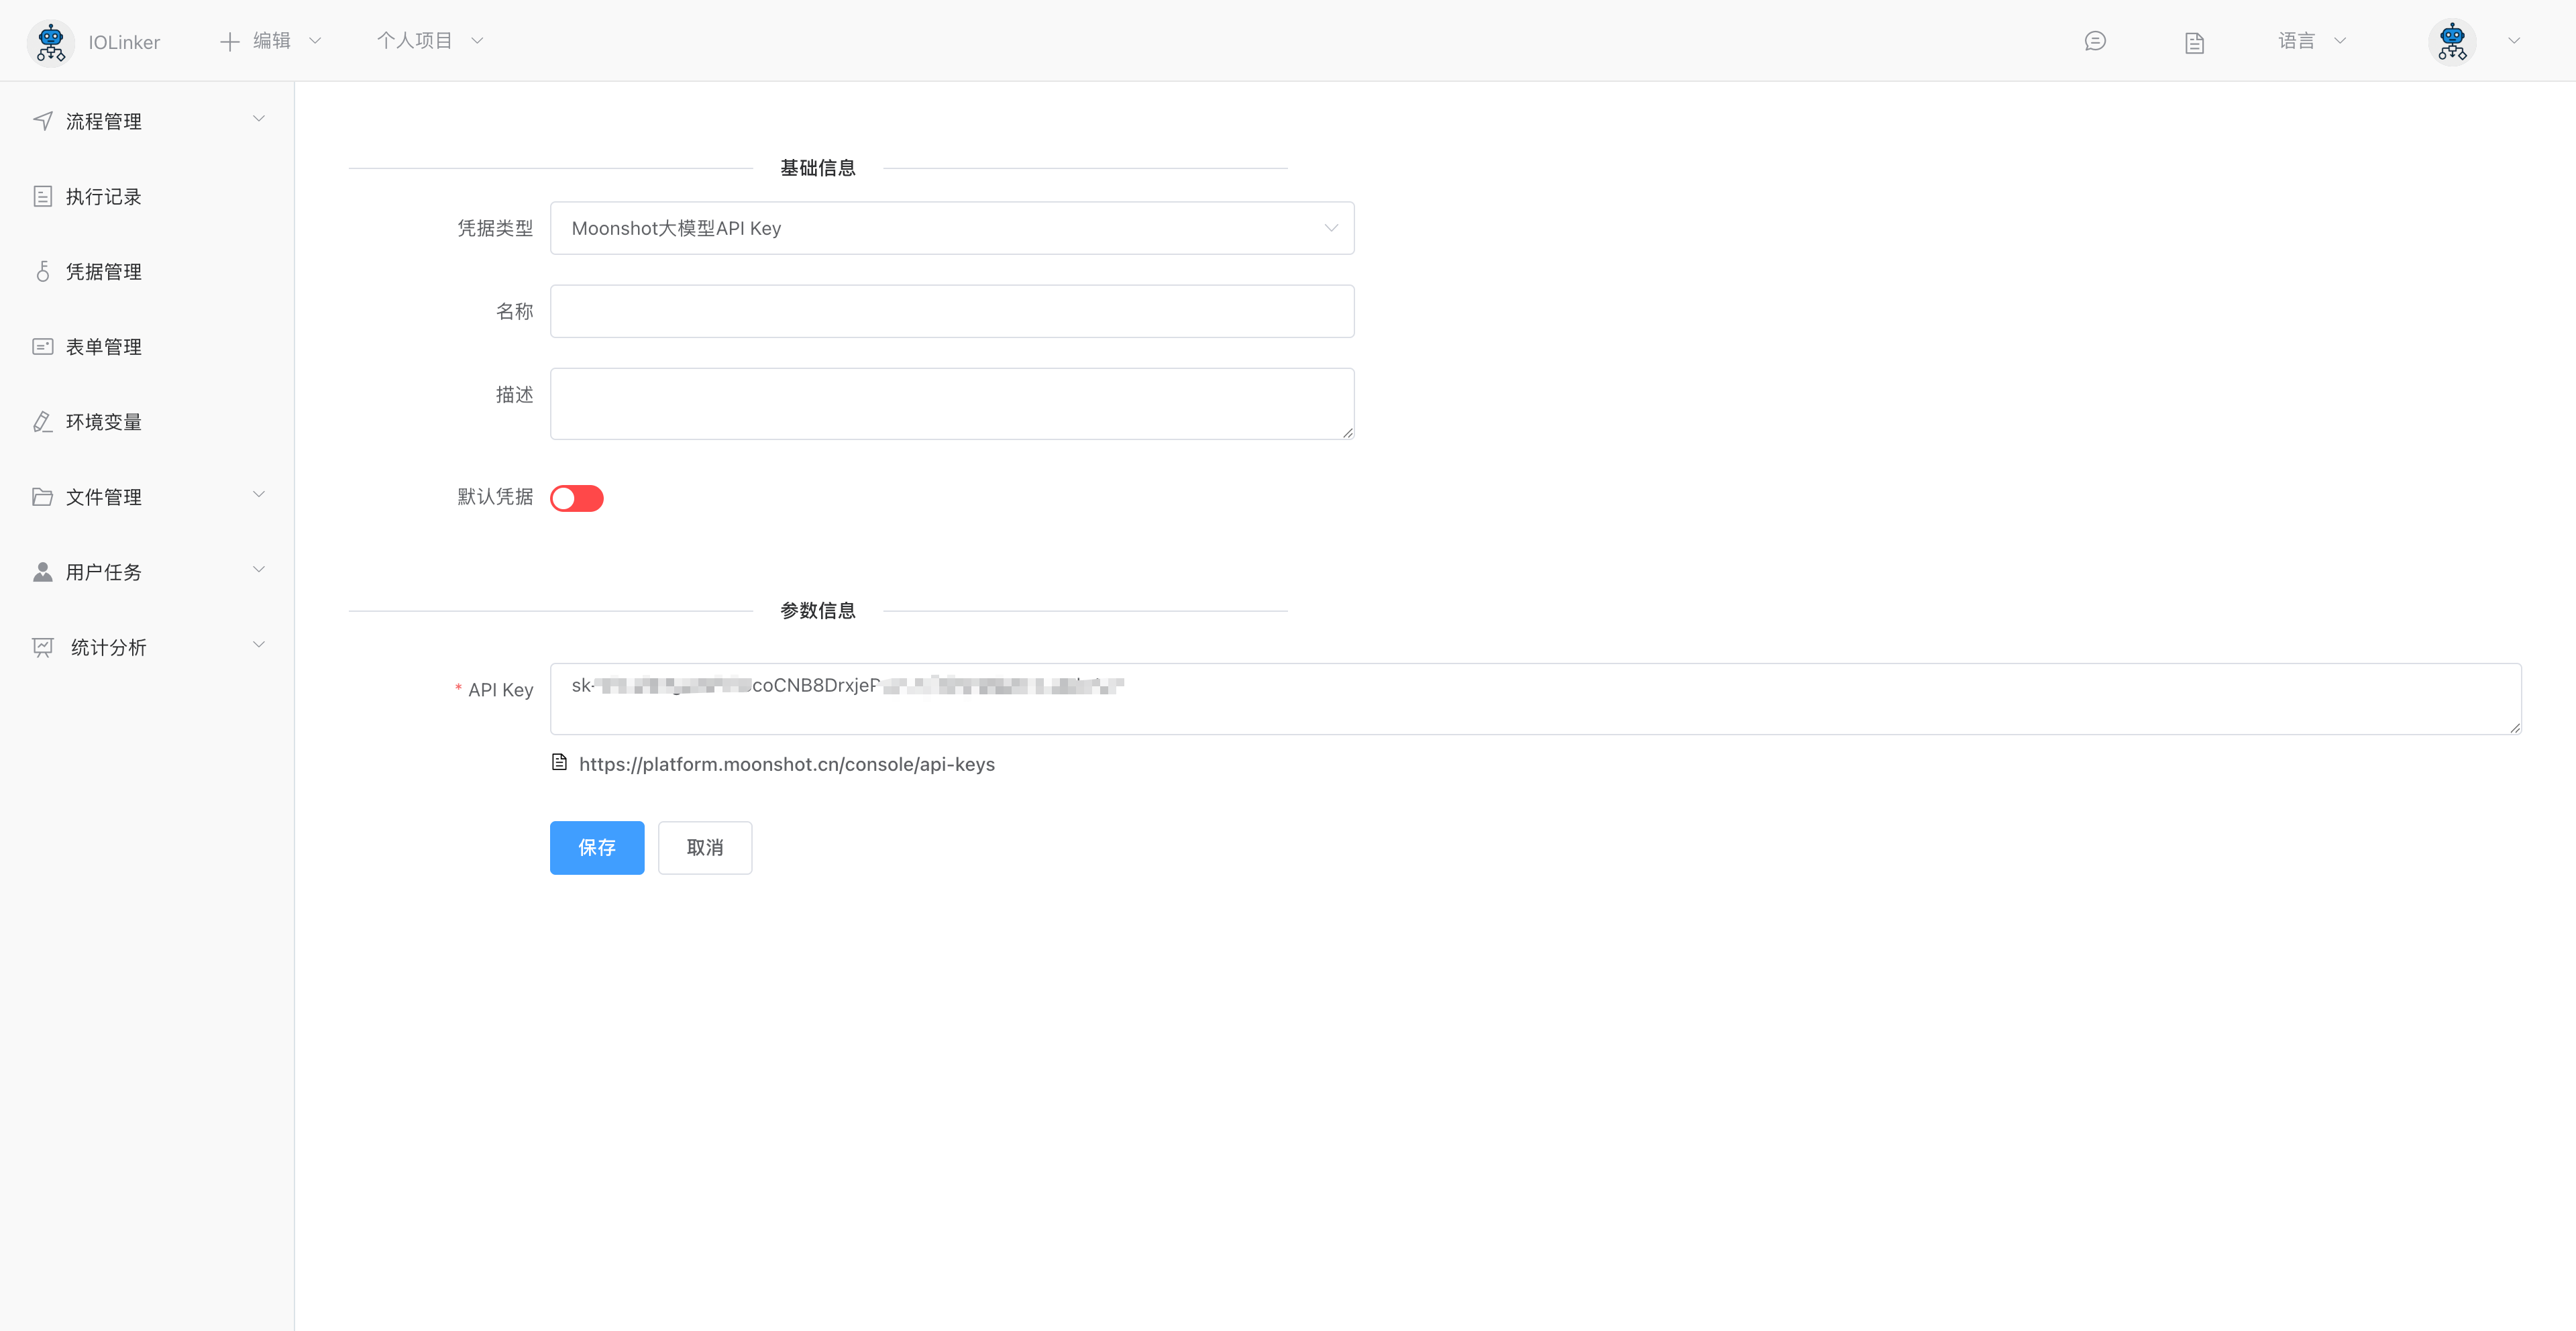 IOLinker 编辑 个人项目 语言
流程管理
执行记录
凭据管理
表单管理
环境变量
文件管理
用户任务
统计分析
基础信息
凭据类型 Moonshot大模型API Key
名称
描述
默认凭据
参数信息
* API Key sk- coCNB8Drxje
https://platform.moonshot.cn/console/api-keys
保存 取消